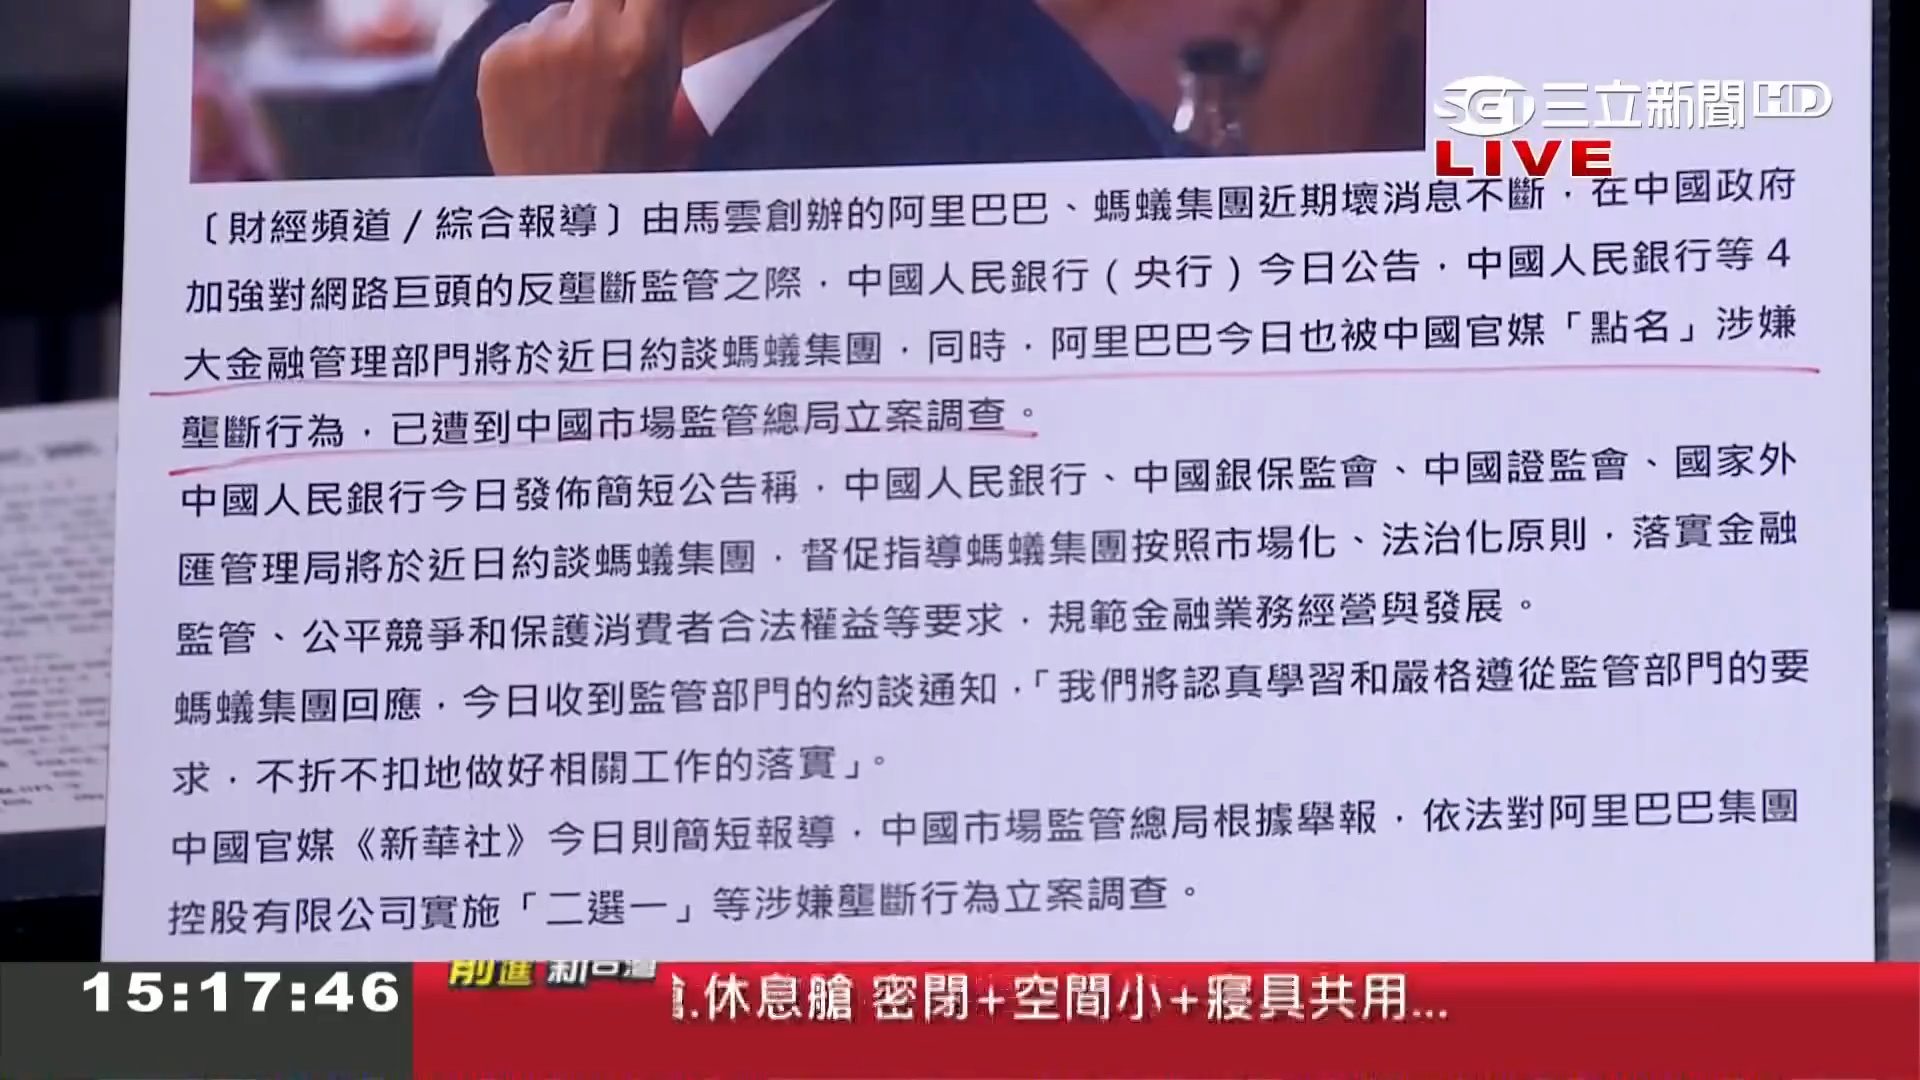 SET 三立新聞HD
LIVE
〔財經頻道／綜合報導〕由馬雲創辦的阿里巴巴、螞蟻集團近期壞消息不斷，在中國政府
加強對網路巨頭的反壟斷監管之際，中國人民銀行（央行）今日公告，中國人民銀行等4
大金融管理部門將於近日約談螞蟻集團，同時，阿里巴巴今日也被中國官媒「點名」涉嫌
壟斷行為，已遭到中國市場監管總局立案調查。
中國人民銀行今日發佈簡短公告稱，中國人民銀行、中國銀保監會、中國證監會、國家外
匯管理局將於近日約談螞蟻集團，督促指導螞蟻集團按照市場化、法治化原則，落實金融
監管、公平競爭和保護消費者合法權益等要求，規範金融業務經營與發展。
螞蟻集團回應，今日收到監管部門的約談通知，「我們將認真學習和嚴格遵從監管部門的要
求，不折不扣地做好相關工作的落實」。
中國官媒《新華社》今日則簡短報導，中國市場監管總局根據舉報，依法對阿里巴巴集團
控股有限公司實施「二選一」等涉嫌壟斷行為立案調查。
前進 新台灣
15:17:46
.休息艙 密閉+空間小+寢具共用...